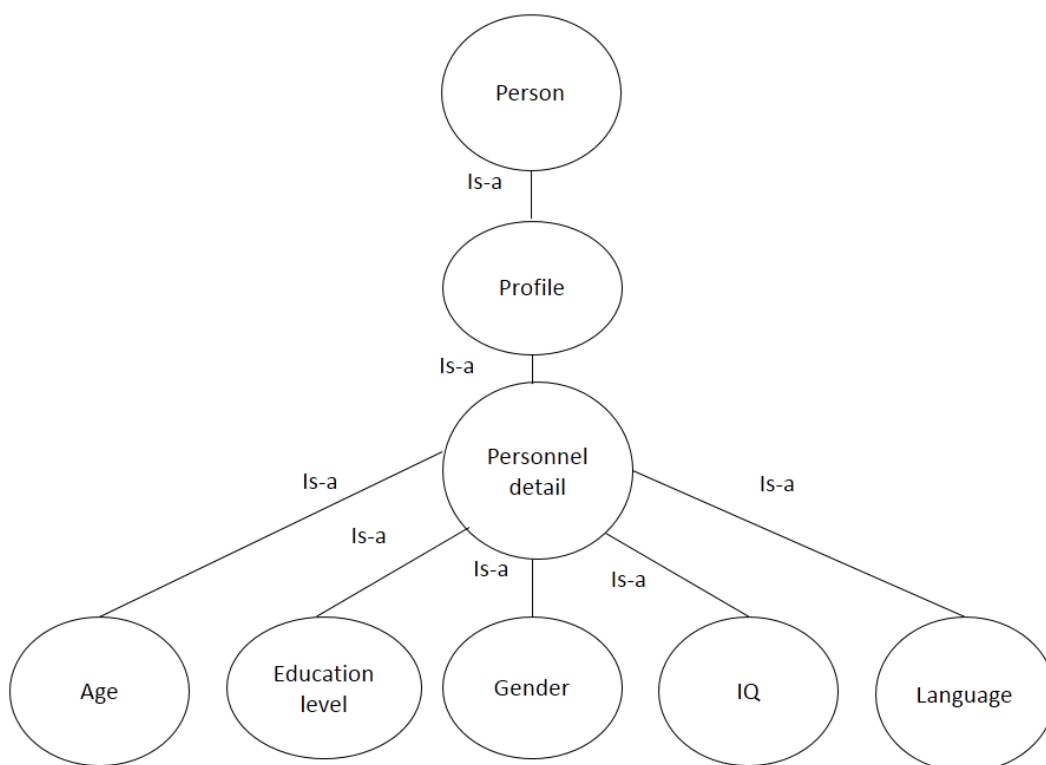 Person
Is-a
Profile
Is-a
Personnel
detail
Is-a
Is-a
Is-a
Is-a
Is-a
Age
Education
level
Gender
IQ
Language